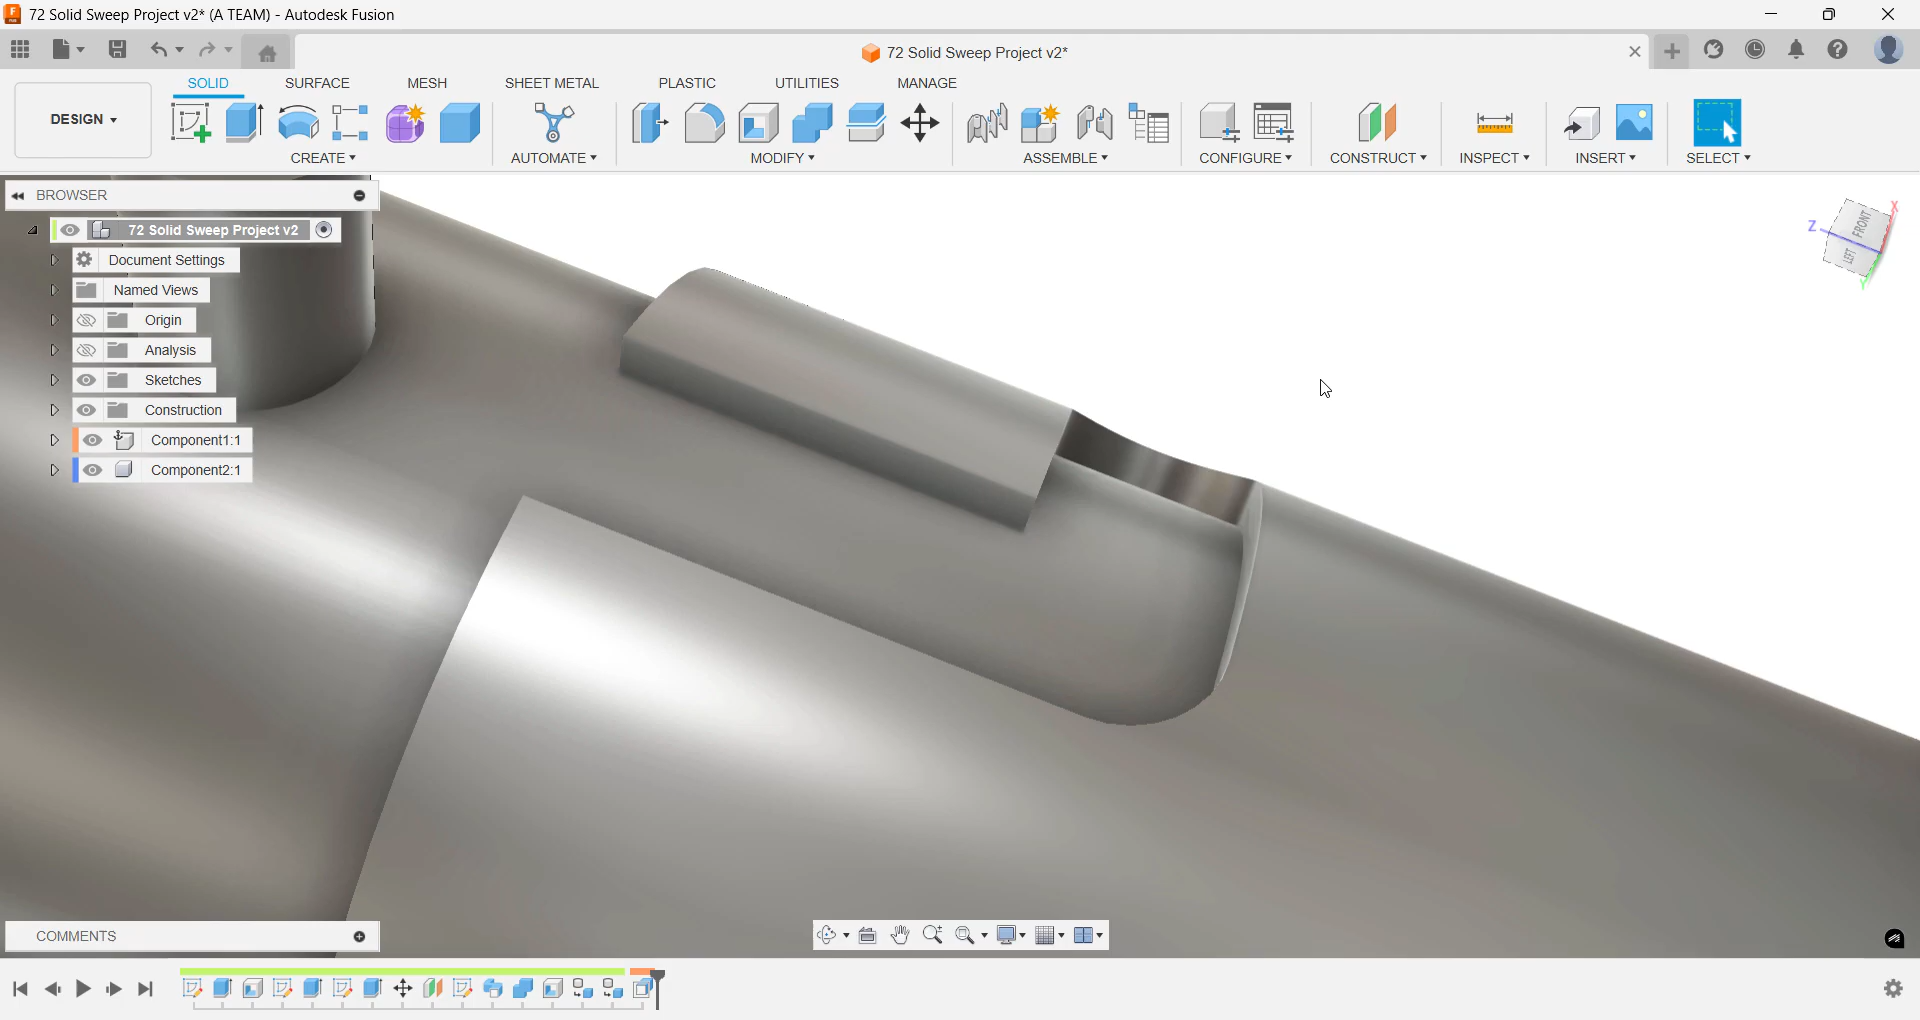 72 Solid Sweep Project v2* (A TEAM) - Autodesk Fusion
72 Solid Sweep Project v2*
SOLID SURFACE MESH SHEET METAL PLASTIC UTILITIES MANAGE
DESIGN
CREATE AUTOMATE MODIFY ASSEMBLE CONFIGURE CONSTRUCT INSPECT INSERT SELECT
BROWSER
72 Solid Sweep Project v2
Document Settings
Named Views
Origin
Analysis
Sketches
Construction
Component1:1
Component2:1
X
Z
FRONT
LEFT
Y
COMMENTS